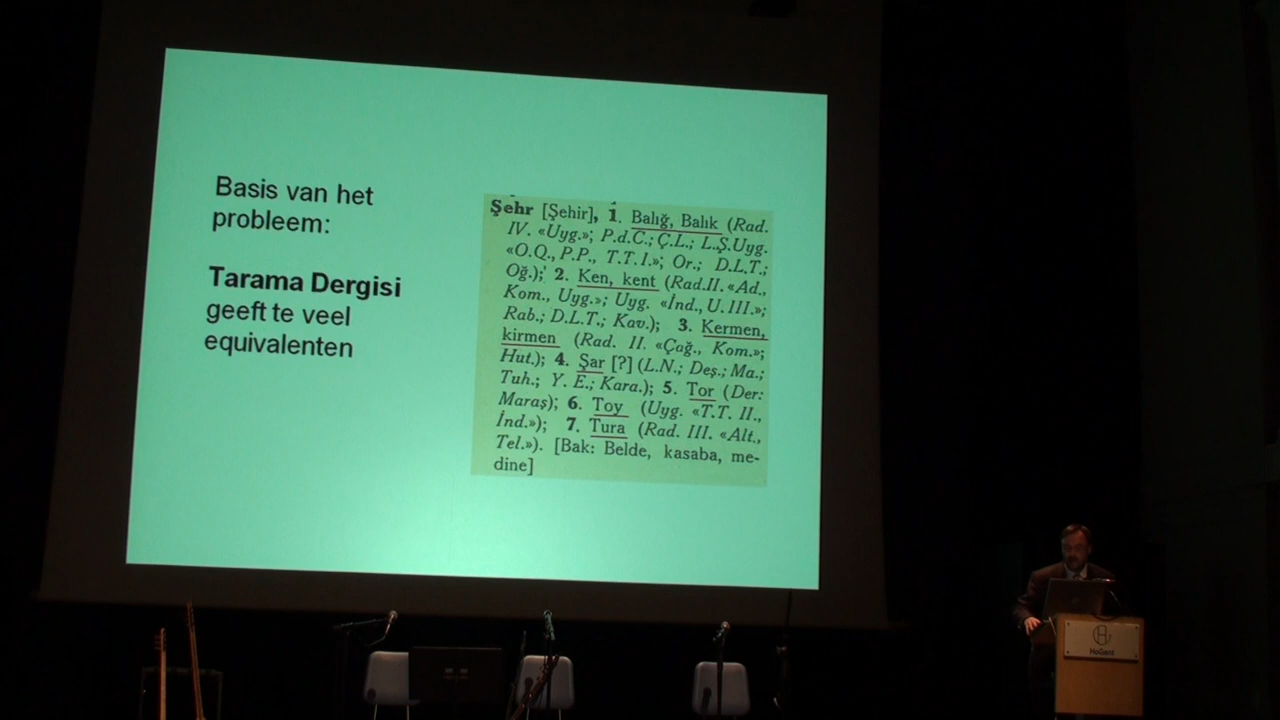 Basis van het
probleem:
Tarama Dergisi
geeft te veel
equivalenten
Şehr [Şehir], 1. Balığ, Balık (Rad.
IV. «Uyg.»; P.d.C.; Ç.L.; L.Ş.Uyg.
«O.Q., P.P., T.T.I.»; Or.; D.L.T.;
Oğ.); 2. Ken, kent (Rad.II. «Ad.,
Kom., Uyg.»; Uyg. «İnd., U.III.»;
Rab.; D.L.T.; Kav.); 3. Kermen,
kirmen (Rad. II. «Çağ., Kom.»;
Hut.); 4. Şar [?] (L.N.; Deş.; Ma.;
Tuh.; Y. E.; Kara.); 5. Tor (Der:
Maraş); 6. Toy (Uyg. «T.T. II.,
İnd.»); 7. Tura (Rad. III. «Alt.,
Tel.»). [Bak: Belde, kasaba, me-
dine]
HoGent